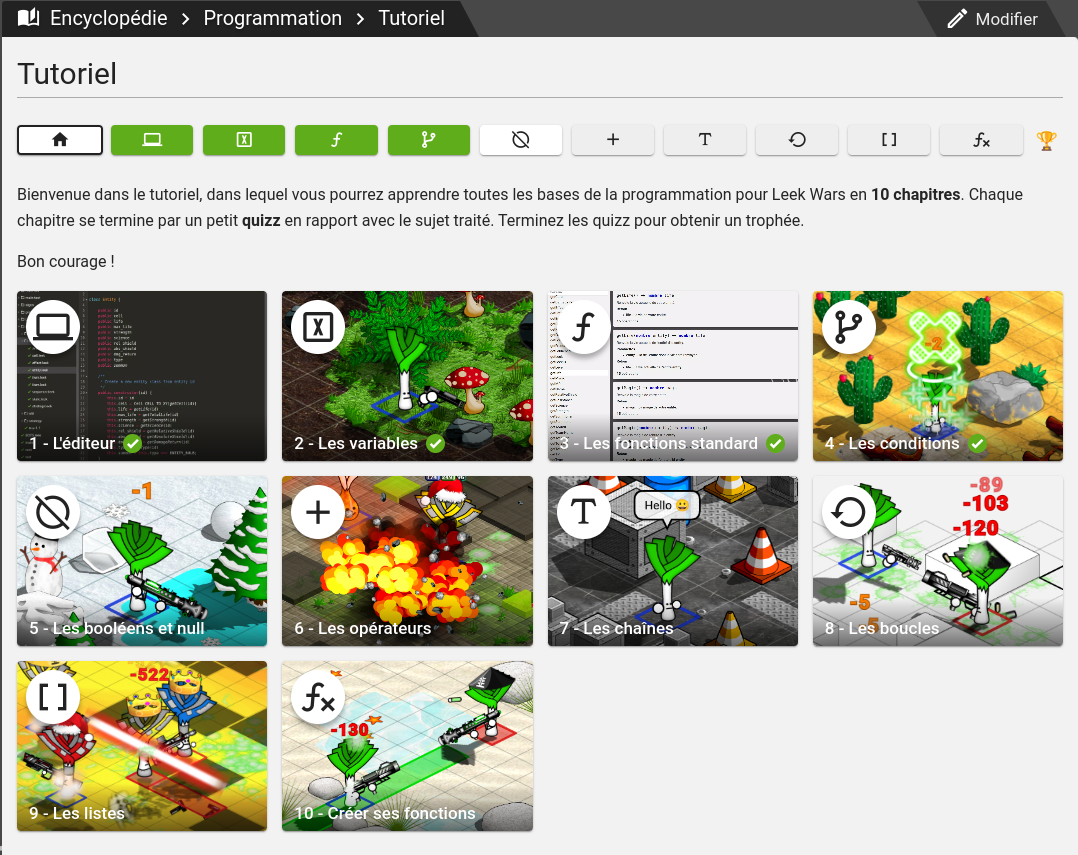 Encyclopédie > Programmation > Tutoriel
Modifier
Tutoriel
Bienvenue dans le tutoriel, dans lequel vous pourrez apprendre toutes les bases de la programmation pour Leek Wars en 10 chapitres. Chaque
chapitre se termine par un petit quizz en rapport avec le sujet traité. Terminez les quizz pour obtenir un trophée.
Bon courage !
1 - L'éditeur
2 - Les variables
3 - Les fonctions standard
-2
4 - Les conditions
-1
5 - Les booléens et null
6 - Les opérateurs
Hello 😀
7 - Les chaînes
-89
-103
-120
-5
-5
8 - Les boucles
-522
9 - Les listes
-130
10 - Créer ses fonctions